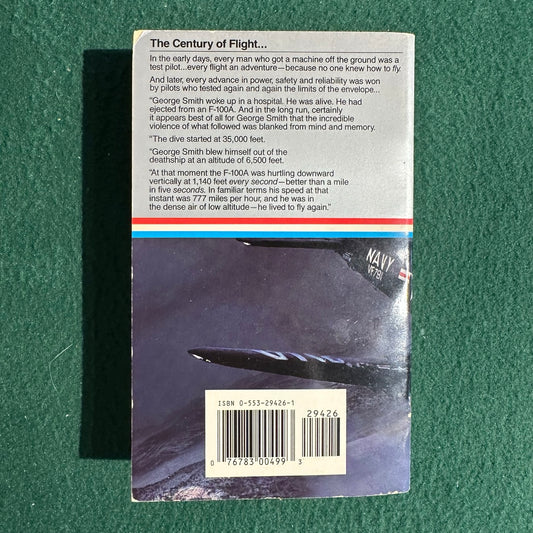 The Century of Flight...
In the early days, every man who got a machine off the ground was a
test pilot...every flight an adventure—because no one knew how to fly.
And later, every advance in power, safety and reliability was won
by pilots who tested again and again the limits of the envelope...
"George Smith woke up in a hospital. He was alive. He had
ejected from an F-100A. And in the long run, certainly
it appears best of all for George Smith that the incredible
violence of what followed was blanked from mind and memory.
"The dive started at 35,000 feet.
"George Smith blew himself out of the
deathship at an altitude of 6,500 feet.
"At that moment the F-100A was hurtling downward
vertically at 1,140 feet every second—better than a mile
in five seconds. In familiar terms his speed at that
instant was 777 miles per hour, and he was in
the dense air of low altitude—he lived to fly again."
NAVY
VF791
ISBN 0-553-29426-1
29426
0 76783 00499 3